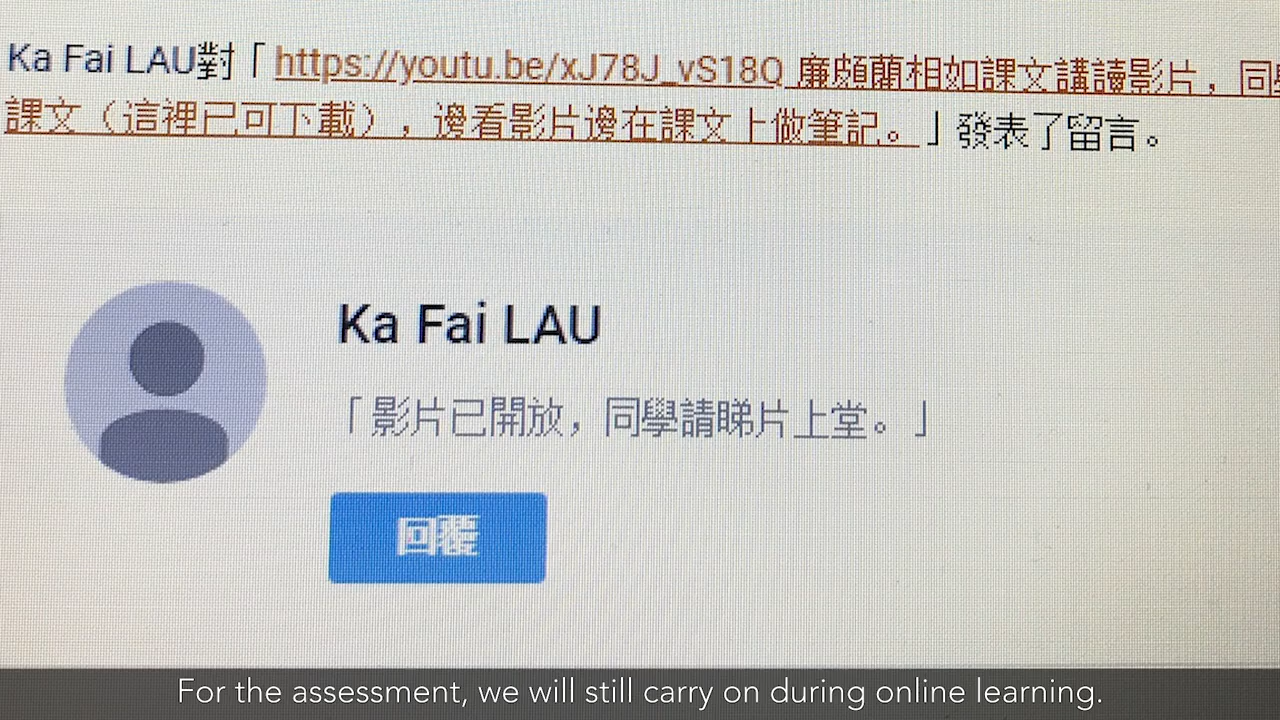 Ka Fai LAU對「https://youtu.be/xJ78J_vS18Q 廉頗藺相如課文講讀影片，同學
課文（這裡已可下載），邊看影片邊在課文上做筆記。」發表了留言。
Ka Fai LAU
「影片已開放，同學請睇片上堂。」
回覆
For the assessment, we will still carry on during online learning.